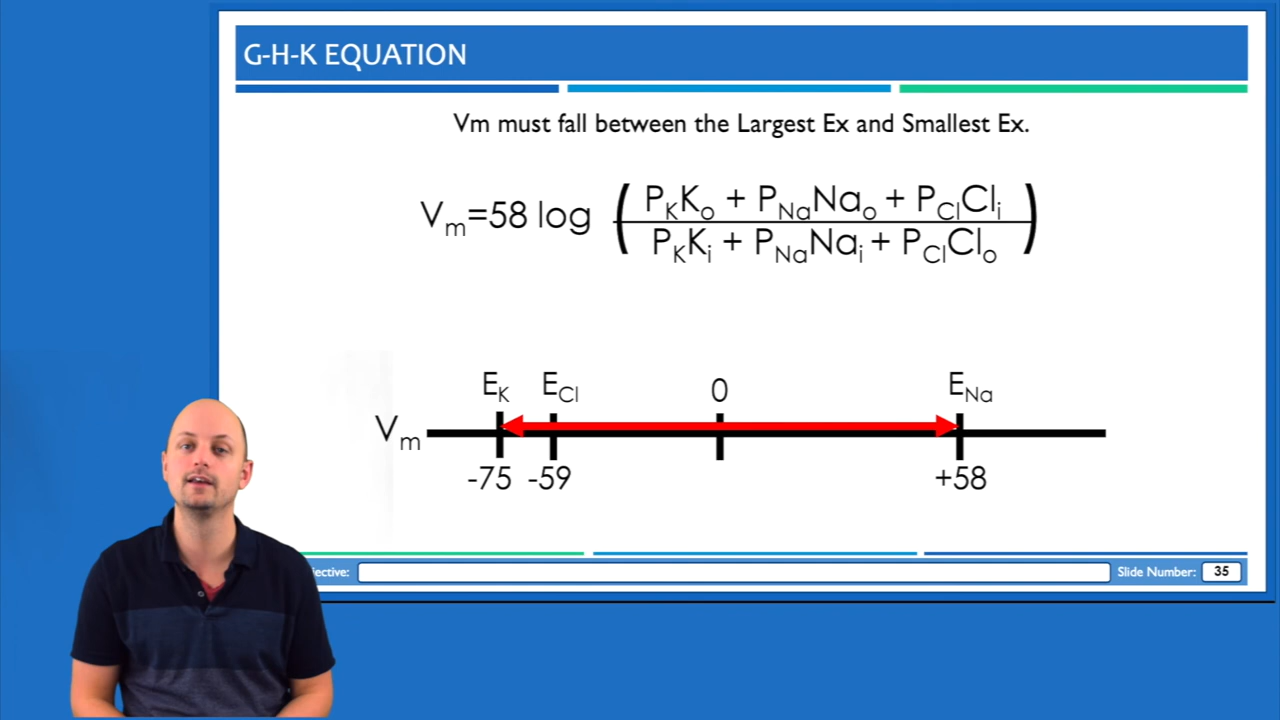 G-H-K EQUATION
Vm must fall between the Largest Ex and Smallest Ex.
Vm=58 log ( PKKo + PNaNao + PClCli / PKKi + PNaNai + PClClo )
EK ECl 0 ENa
Vm
-75 -59 +58
jective:
Slide Number: 35